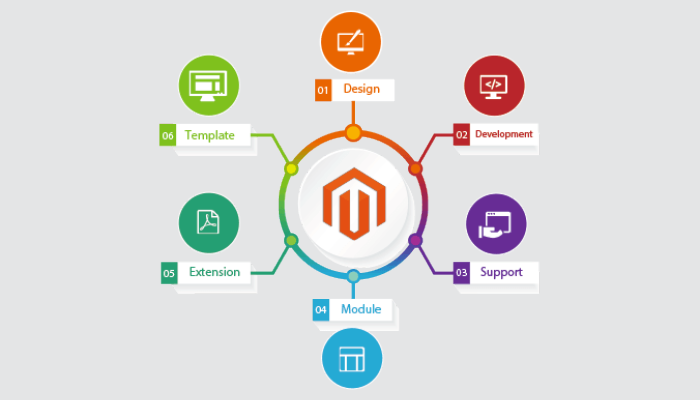 01 Design
02 Development
03 Support
04 Module
05 Extension
06 Template